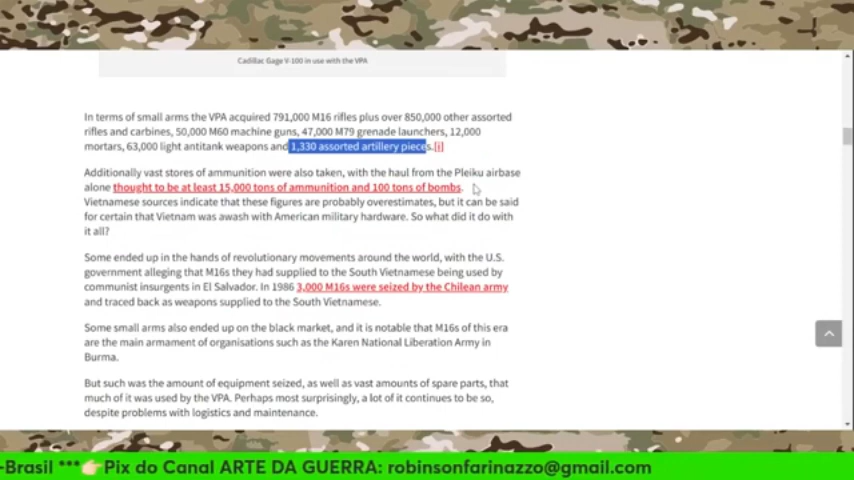 Cadillac Gage V-100 in use with the VPA
In terms of small arms the VPA acquired 791,000 M16 rifles plus over 850,000 other assorted
rifles and carbines, 50,000 M60 machine guns, 47,000 M79 grenade launchers, 12,000
mortars, 63,000 light antitank weapons and 1,330 assorted artillery pieces.[i]
Additionally vast stores of ammunition were also taken, with the haul from the Pleiku airbase
alone thought to be at least 15,000 tons of ammunition and 100 tons of bombs.
Vietnamese sources indicate that these figures are probably overestimates, but it can be said
for certain that Vietnam was awash with American military hardware. So what did it do with
it all?
Some ended up in the hands of revolutionary movements around the world, with the U.S.
government alleging that M16s they had supplied to the South Vietnamese being used by
communist insurgents in El Salvador. In 1986 3,000 M16s were seized by the Chilean army
and traced back as weapons supplied to the South Vietnamese.
Some small arms also ended up on the black market, and it is notable that M16s of this era
are the main armament of organisations such as the Karen National Liberation Army in
Burma.
But such was the amount of equipment seized, as well as vast amounts of spare parts, that
much of it was used by the VPA. Perhaps most surprisingly, a lot of it continues to be so,
despite problems with logistics and maintenance.
-Brasil ***👉Pix do Canal ARTE DA GUERRA: robinsonfarinazzo@gmail.com